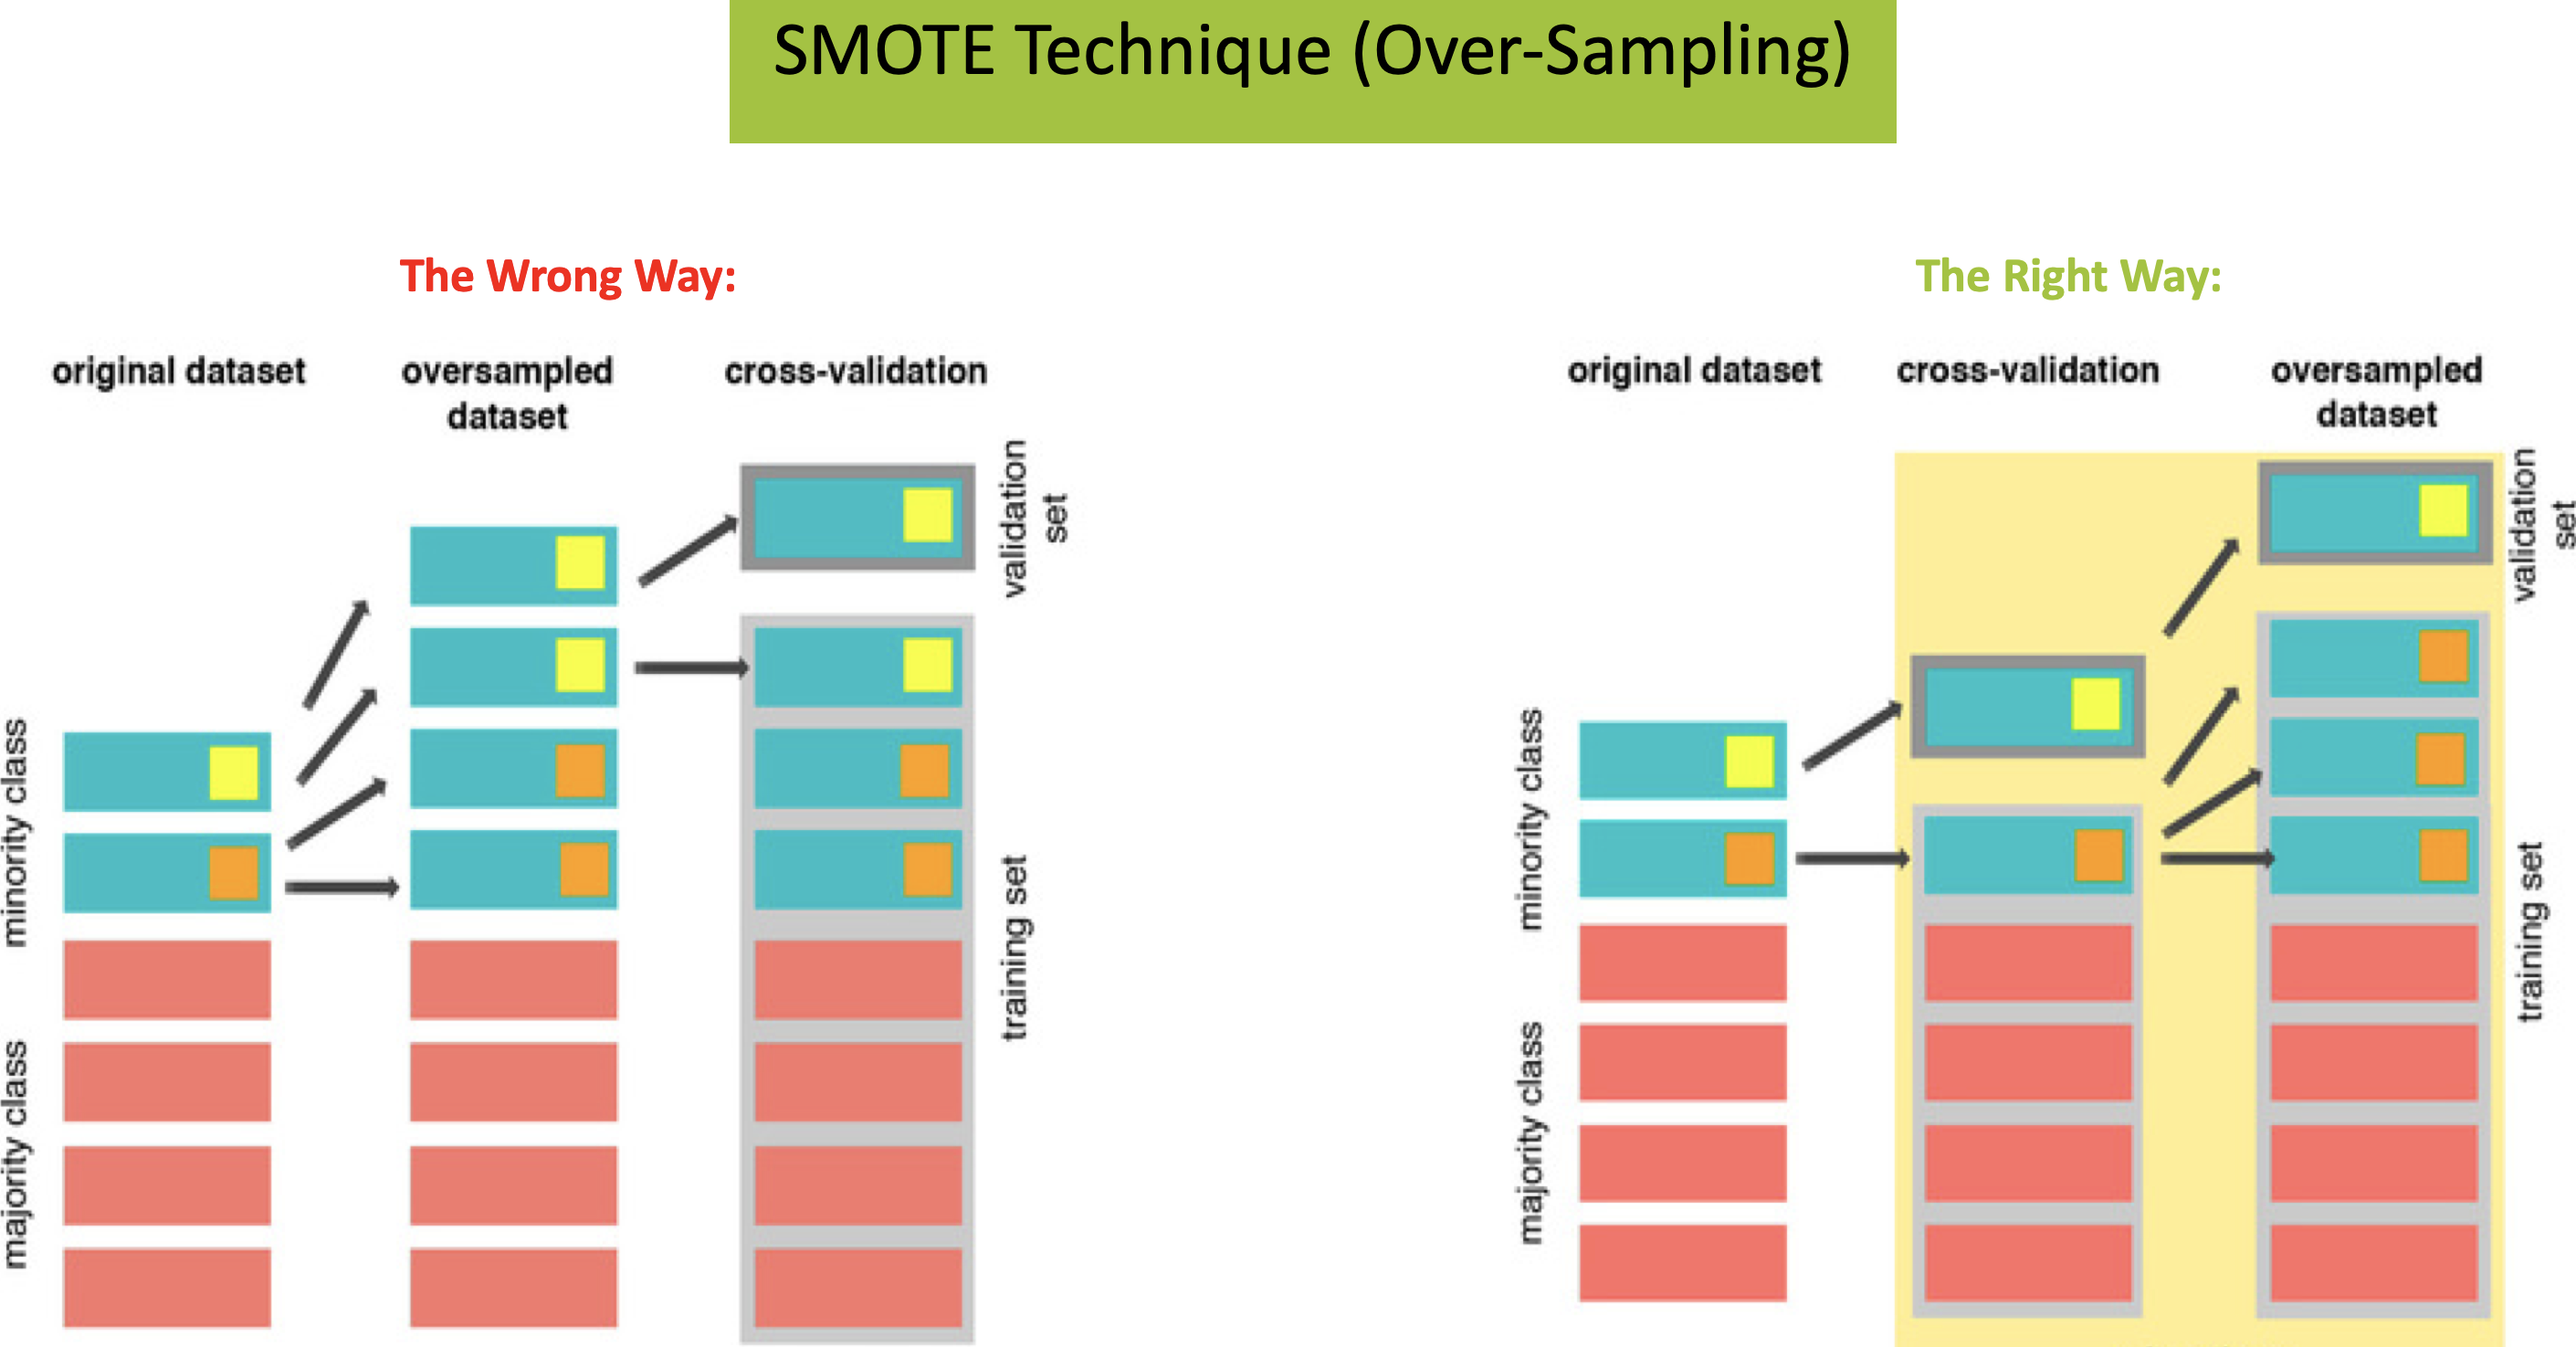 SMOTE Technique (Over-Sampling)
The Wrong Way:
original dataset
oversampled
dataset
cross-validation
validation
set
minority class
majority class
training set
The Right Way:
original dataset
cross-validation
oversampled
dataset
validation
set
minority class
majority class
training set